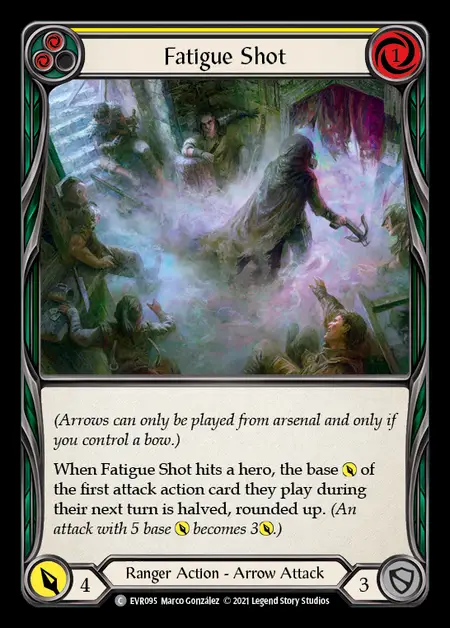 Fatigue Shot
1
(Arrows can only be played from arsenal and only if
you control a bow.)
When Fatigue Shot hits a hero, the base of
the first attack action card they play during
their next turn is halved, rounded up. (An
attack with 5 base becomes 3.)
4
Ranger Action - Arrow Attack
3
C EVR095 Marco González © 2021 Legend Story Studios